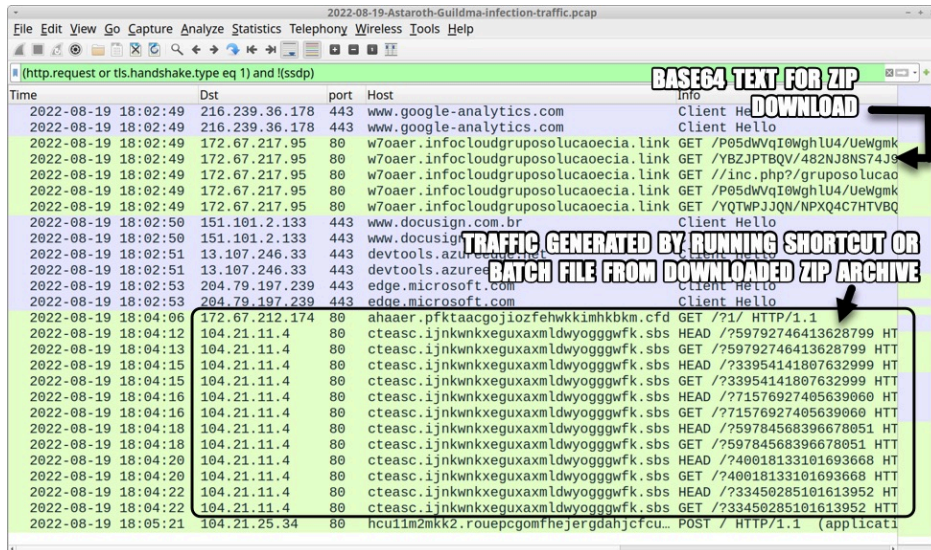 2022-08-19-Astaroth-Guildma-infection-traffic.pcap
File Edit View Go Capture Analyze Statistics Telephony Wireless Tools Help
(http.request or tls.handshake.type eq 1) and !(ssdp)
BASE64 TEXT FOR ZIP DOWNLOAD
Time Dst port Host Info
2022-08-19 18:02:49 216.239.36.178 443 www.google-analytics.com Client He
2022-08-19 18:02:49 216.239.36.178 443 www.google-analytics.com Client Hello
2022-08-19 18:02:49 172.67.217.95 80 w7oaer.infocloudgruposolucaoecia.link GET /P05dWVqI0WghlU4/UeWgmk
2022-08-19 18:02:49 172.67.217.95 80 w7oaer.infocloudgruposolucaoecia.link GET /YBZJPTBQV/482NJ8NS74J9
2022-08-19 18:02:49 172.67.217.95 80 w7oaer.infocloudgruposolucaoecia.link GET //inc.php?/gruposolucao
2022-08-19 18:02:49 172.67.217.95 80 w7oaer.infocloudgruposolucaoecia.link GET /P05dWVqI0WghlU4/UeWgmk
2022-08-19 18:02:49 172.67.217.95 80 w7oaer.infocloudgruposolucaoecia.link GET /YQTWPJJQN/NPXQ4C7HTVBQ
2022-08-19 18:02:50 151.101.2.133 443 www.docusign.com.br Client Hello
2022-08-19 18:02:50 151.101.2.133 443 www.docusign
2022-08-19 18:02:51 13.107.246.33 443 devtools.azureedge.net Client Hello
2022-08-19 18:02:51 13.107.246.33 443 devtools.azuree
TRAFFIC GENERATED BY RUNNING SHORTCUT OR
BATCH FILE FROM DOWNLOADED ZIP ARCHIVE
2022-08-19 18:02:53 204.79.197.239 443 edge.microsoft.com Client Hello
2022-08-19 18:02:53 204.79.197.239 443 edge.microsoft.com Client Hello
2022-08-19 18:04:06 172.67.212.174 80 ahaaer.pfktaacgojiozfehwkkimhkbkm.cfd GET /?1/ HTTP/1.1
2022-08-19 18:04:12 104.21.11.4 80 cteasc.ijnkwnkxeguxaxmldwyogggwfk.sbs HEAD /?59792746413628799 HT
2022-08-19 18:04:13 104.21.11.4 80 cteasc.ijnkwnkxeguxaxmldwyogggwfk.sbs GET /?59792746413628799 HTT
2022-08-19 18:04:15 104.21.11.4 80 cteasc.ijnkwnkxeguxaxmldwyogggwfk.sbs HEAD /?33954141807632999 HT
2022-08-19 18:04:15 104.21.11.4 80 cteasc.ijnkwnkxeguxaxmldwyogggwfk.sbs GET /?33954141807632999 HTT
2022-08-19 18:04:16 104.21.11.4 80 cteasc.ijnkwnkxeguxaxmldwyogggwfk.sbs HEAD /?71576927405639060 HT
2022-08-19 18:04:16 104.21.11.4 80 cteasc.ijnkwnkxeguxaxmldwyogggwfk.sbs GET /?71576927405639060 HTT
2022-08-19 18:04:18 104.21.11.4 80 cteasc.ijnkwnkxeguxaxmldwyogggwfk.sbs HEAD /?59784568396678051 HT
2022-08-19 18:04:18 104.21.11.4 80 cteasc.ijnkwnkxeguxaxmldwyogggwfk.sbs GET /?59784568396678051 HTT
2022-08-19 18:04:20 104.21.11.4 80 cteasc.ijnkwnkxeguxaxmldwyogggwfk.sbs HEAD /?40018133101693668 HT
2022-08-19 18:04:20 104.21.11.4 80 cteasc.ijnkwnkxeguxaxmldwyogggwfk.sbs GET /?40018133101693668 HTT
2022-08-19 18:04:22 104.21.11.4 80 cteasc.ijnkwnkxeguxaxmldwyogggwfk.sbs HEAD /?33450285101613952 HT
2022-08-19 18:04:22 104.21.11.4 80 cteasc.ijnkwnkxeguxaxmldwyogggwfk.sbs GET /?33450285101613952 HTT
2022-08-19 18:05:21 104.21.25.34 80 hcu11m2mkk2.rouepcgomfhejergdahjcfcu… POST / HTTP/1.1 (applicati